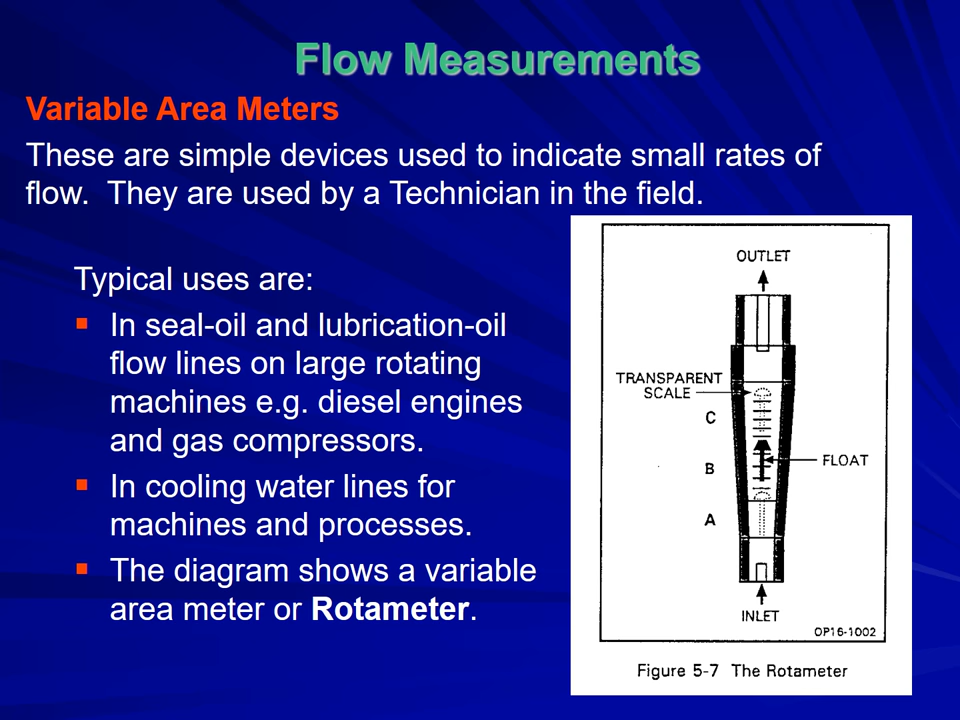 Flow Measurements
Variable Area Meters
These are simple devices used to indicate small rates of
flow.  They are used by a Technician in the field.
Typical uses are:
In seal-oil and lubrication-oil
flow lines on large rotating
machines e.g. diesel engines
and gas compressors.
In cooling water lines for
machines and processes.
The diagram shows a variable
area meter or Rotameter.
OUTLET
TRANSPARENT
SCALE
C
B
FLOAT
A
INLET
OP16-1002
Figure 5-7 The Rotameter